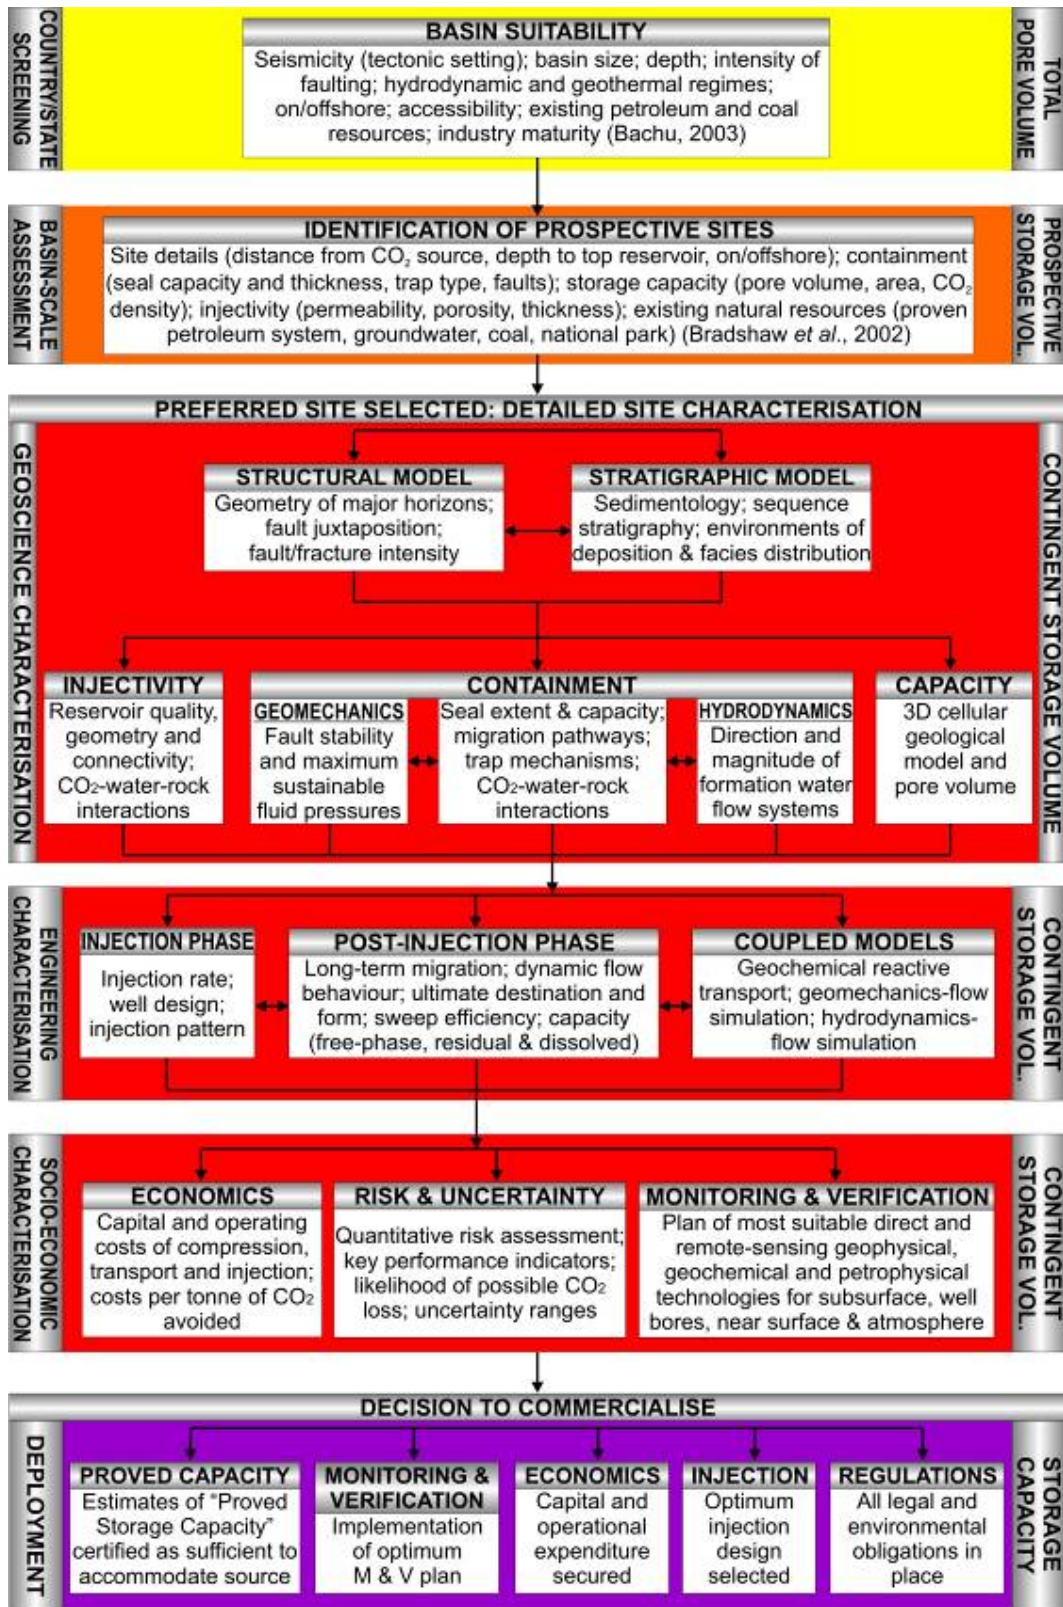 COUNTRY/STATE
SCREENING
BASIN SUITABILITY
Seismicity (tectonic setting); basin size; depth; intensity of
faulting; hydrodynamic and geothermal regimes;
on/offshore; accessibility; existing petroleum and coal
resources; industry maturity (Bachu, 2003)
TOTAL
PORE VOLUME
BASIN-SCALE
ASSESSMENT
IDENTIFICATION OF PROSPECTIVE SITES
Site details (distance from CO₂ source, depth to top reservoir, on/offshore); containment
(seal capacity and thickness, trap type, faults); storage capacity (pore volume, area, CO₂
density); injectivity (permeability, porosity, thickness); existing natural resources (proven
petroleum system, groundwater, coal, national park) (Bradshaw et al., 2002)
PROSPECTIVE
STORAGE VOL.
PREFERRED SITE SELECTED: DETAILED SITE CHARACTERISATION
GEOSCIENCE CHARACTERISATION
STRUCTURAL MODEL
Geometry of major horizons;
fault juxtaposition;
fault/fracture intensity
STRATIGRAPHIC MODEL
Sedimentology; sequence
stratigraphy; environments of
deposition & facies distribution
CONTINGENT STORAGE VOLUME
INJECTIVITY
Reservoir quality,
geometry and
connectivity;
CO₂-water-rock
interactions
CONTAINMENT
GEOMECHANICS
Fault stability
and maximum
sustainable
fluid pressures
Seal extent & capacity;
migration pathways;
trap mechanisms;
CO₂-water-rock
interactions
HYDRODYNAMICS
Direction and
magnitude of
formation water
flow systems
CAPACITY
3D cellular
geological
model and
pore volume
ENGINEERING
CHARACTERISATION
INJECTION PHASE
Injection rate;
well design;
injection pattern
POST-INJECTION PHASE
Long-term migration; dynamic flow
behaviour; ultimate destination and
form; sweep efficiency; capacity
(free-phase, residual & dissolved)
COUPLED MODELS
Geochemical reactive
transport; geomechanics-flow
simulation; hydrodynamics-
flow simulation
CONTINGENT
STORAGE VOL.
SOCIO-ECONOMIC
CHARACTERISATION
ECONOMICS
Capital and operating
costs of compression,
transport and injection;
costs per tonne of CO₂
avoided
RISK & UNCERTAINTY
Quantitative risk assessment;
key performance indicators;
likelihood of possible CO₂
loss; uncertainty ranges
MONITORING & VERIFICATION
Plan of most suitable direct and
remote-sensing geophysical,
geochemical and petrophysical
technologies for subsurface, well
bores, near surface & atmosphere
CONTINGENT
STORAGE VOL.
DECISION TO COMMERCIALISE
DEPLOYMENT
PROVED CAPACITY
Estimates of "Proved
Storage Capacity"
certified as sufficient to
accommodate source
MONITORING &
VERIFICATION
Implementation
of optimum
M & V plan
ECONOMICS
Capital and
operational
expenditure
secured
INJECTION
Optimum
injection
design
selected
REGULATIONS
All legal and
environmental
obligations in
place
STORAGE
CAPACITY